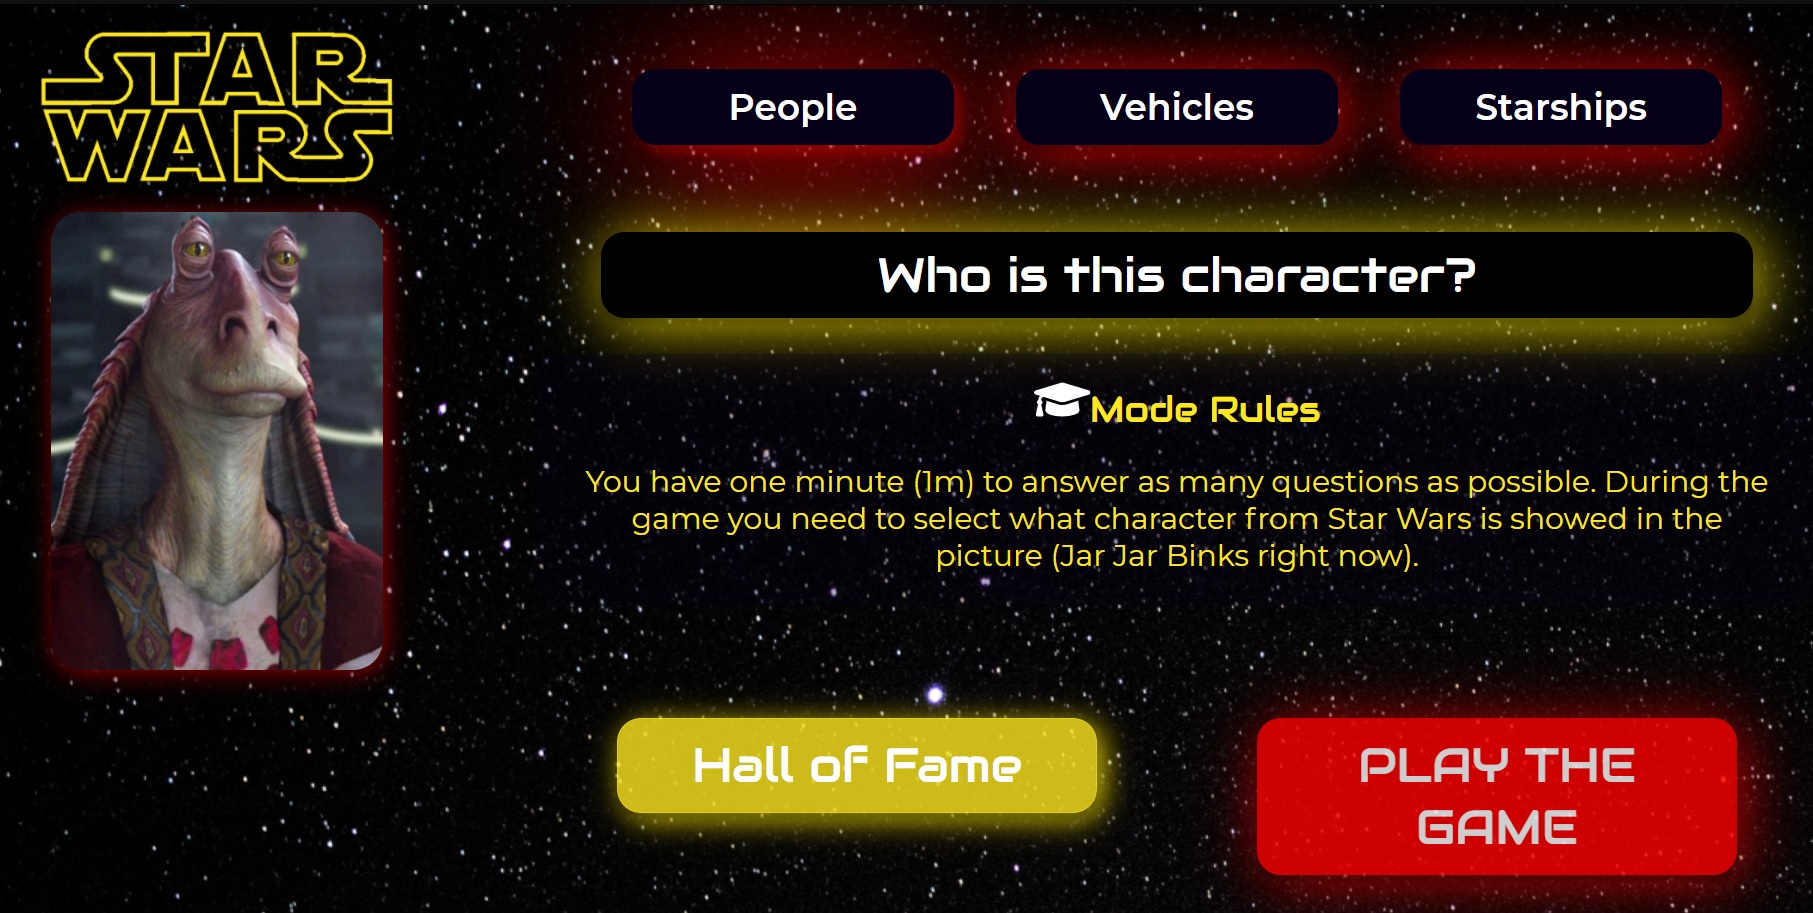 STAR
WARS
People
Vehicles
Starships
Who is this character?
Mode Rules
You have one minute (1m) to answer as many questions as possible. During the
game you need to select what character from Star Wars is showed in the
picture (Jar Jar Binks right now).
Hall of Fame
PLAY THE
GAME